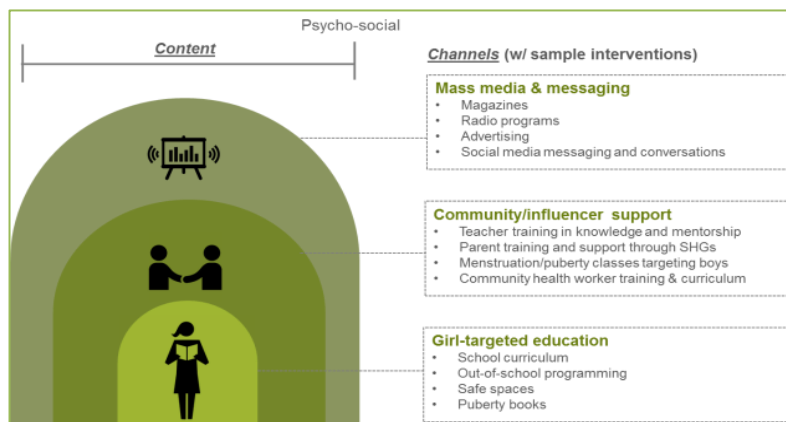 Psycho-social
Content
Channels (w/ sample interventions)
Mass media & messaging
• Magazines
• Radio programs
• Advertising
• Social media messaging and conversations
Community/influencer support
• Teacher training in knowledge and mentorship
• Parent training and support through SHGs
• Menstruation/puberty classes targeting boys
• Community health worker training & curriculum
Girl-targeted education
• School curriculum
• Out-of-school programming
• Safe spaces
• Puberty books